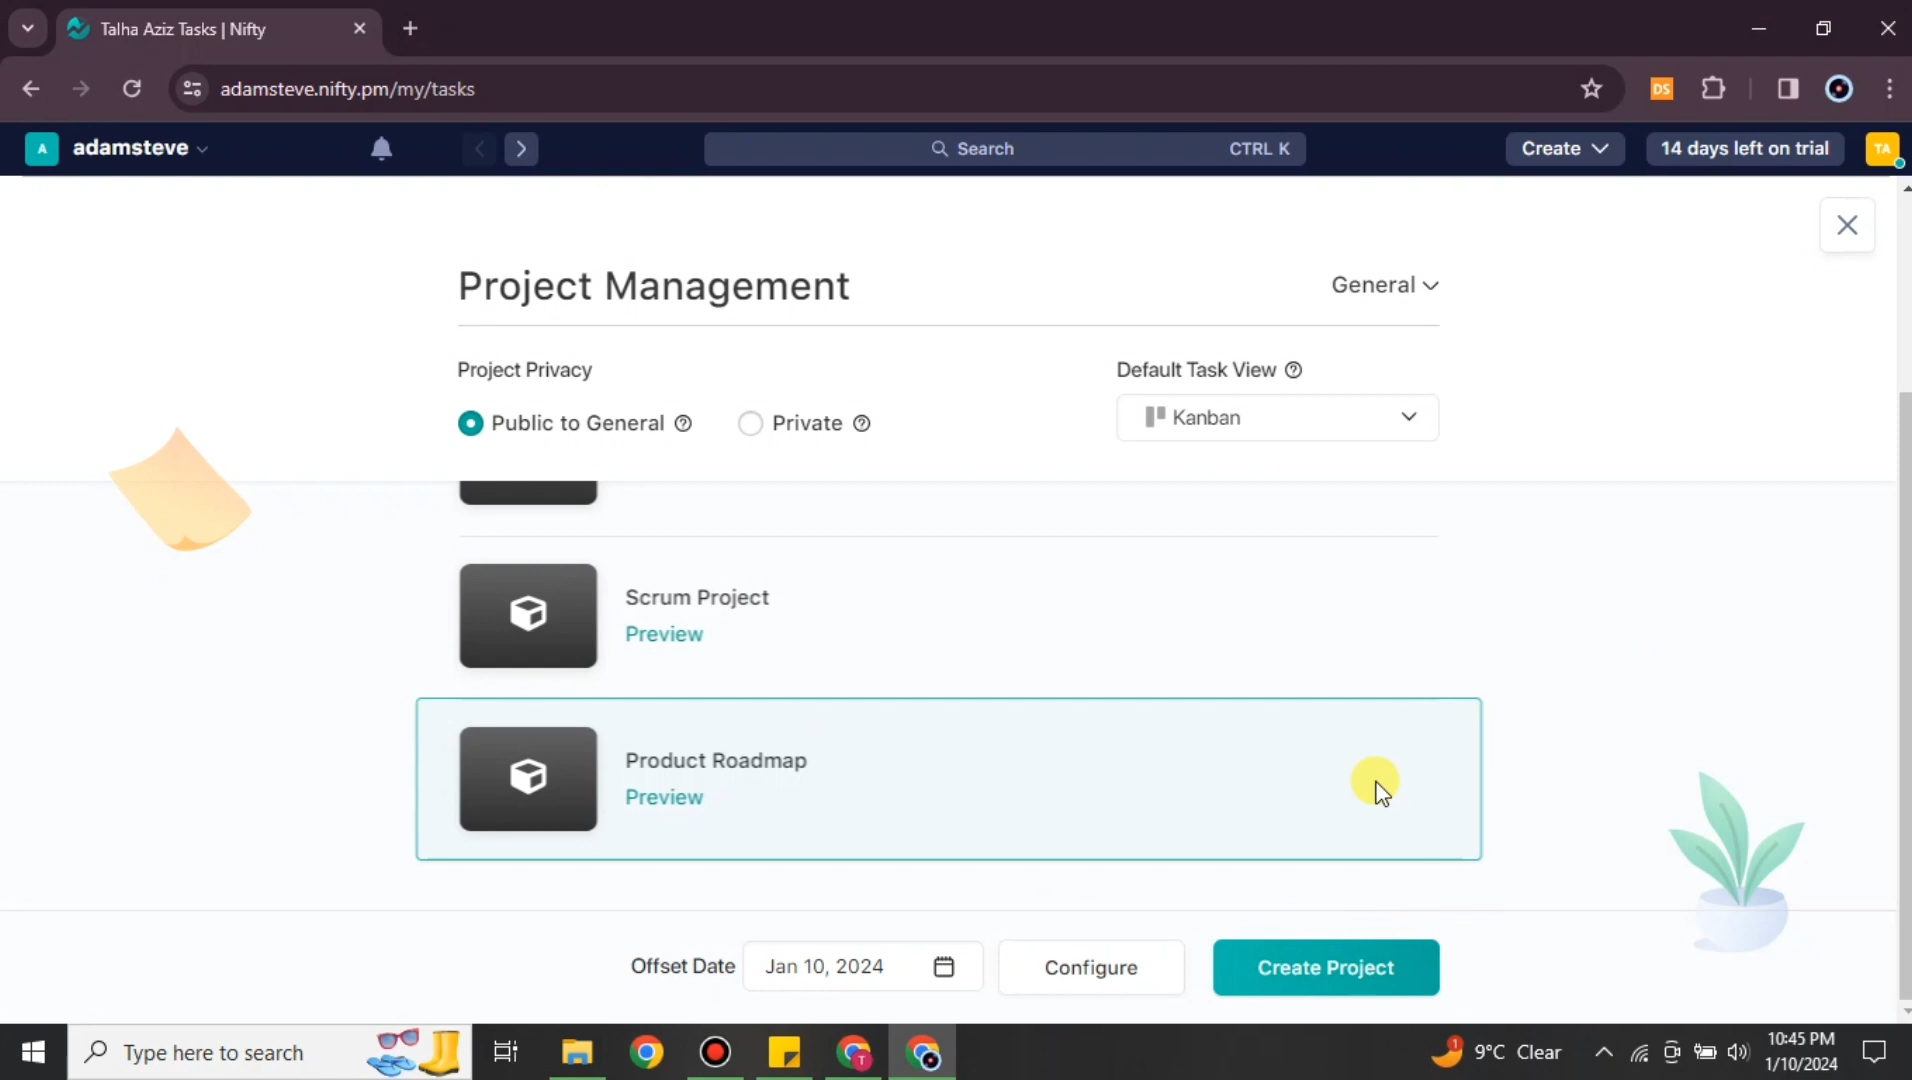 Talha Aziz Tasks | Nifty
adamsteve.nifty.pm/my/tasks
DS
A
adamsteve
Search
CTRL K
Create
14 days left on trial
TA
Project Management
General
Project Privacy
Default Task View
Public to General
Private
Kanban
Scrum Project
Preview
Product Roadmap
Preview
Offset Date
Jan 10, 2024
Configure
Create Project
Type here to search
T
1
9°C Clear
10:45 PM
1/10/2024